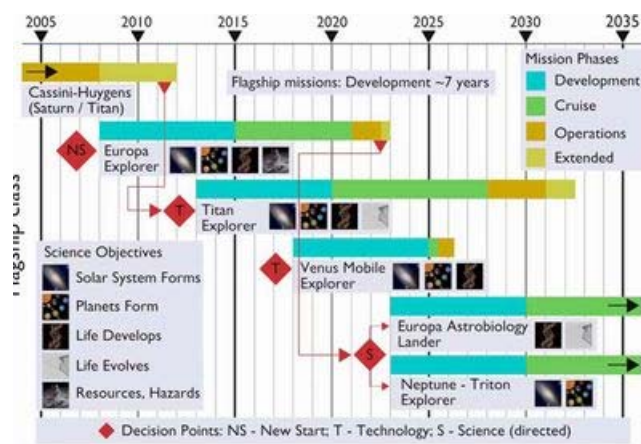 2005 2010 2015 2020 2025 2030 2035
Cassini-Huygens
(Saturn / Titan)
Flagship missions: Development ~7 years
Mission Phases
Development
Cruise
Operations
Extended
NS
Europa
Explorer
T
Titan
Explorer
T
Venus Mobile
Explorer
Flagship Class
Science Objectives
Solar System Forms
Planets Form
Life Develops
Life Evolves
Resources, Hazards
S
Europa Astrobiology
Lander
Neptune - Triton
Explorer
Decision Points: NS - New Start; T - Technology; S - Science (directed)